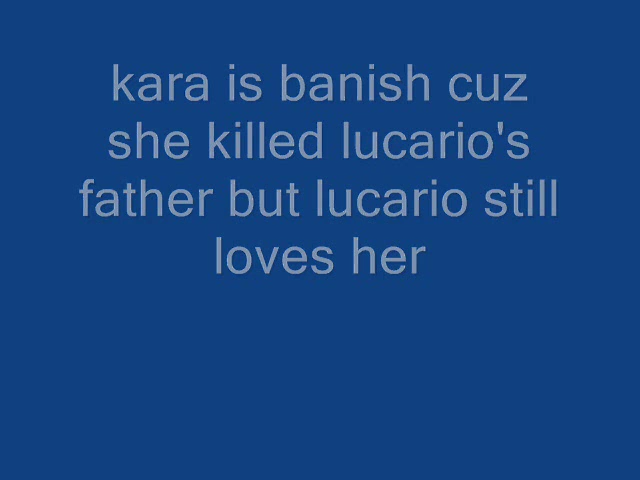 kara is banish cuz
she killed lucario's
father but lucario still
loves her